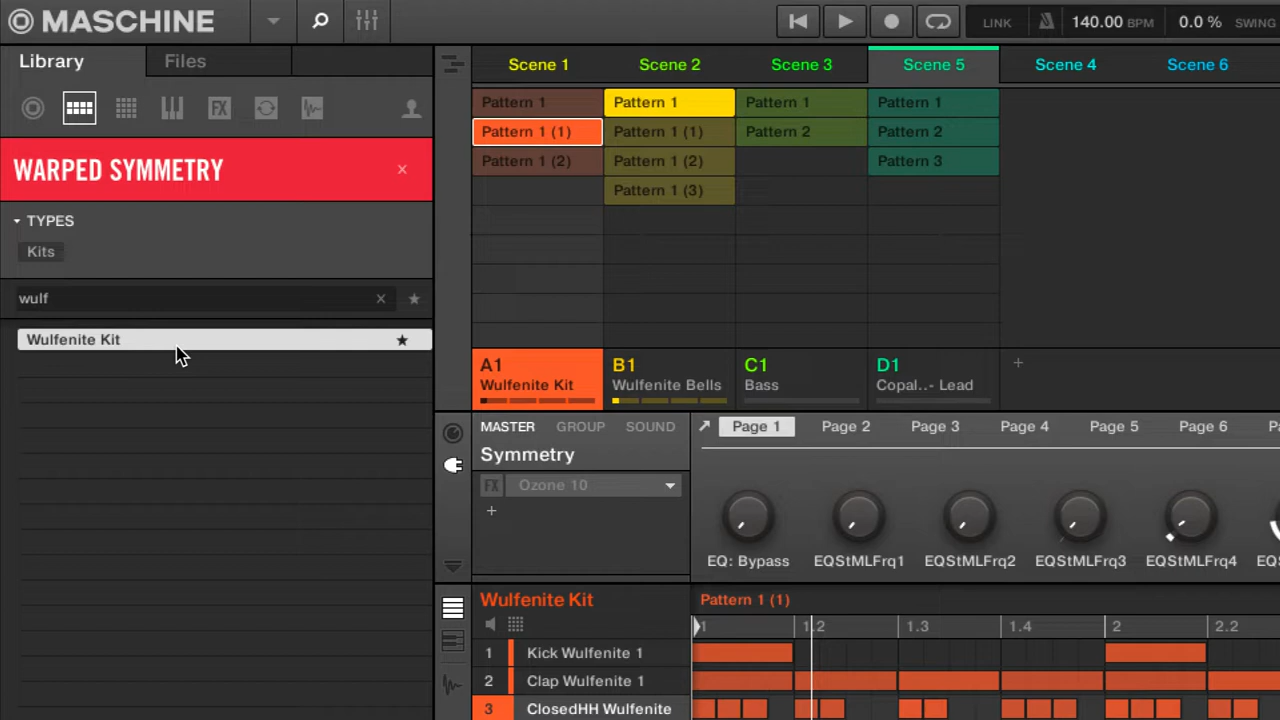 MASCHINE
LINK 140.00 BPM 0.0 % SWING
Library Files
FX
WARPED SYMMETRY ×
TYPES
Kits
wulf ×
Wulfenite Kit ★
Scene 1 Scene 2 Scene 3 Scene 5 Scene 4 Scene 6
Pattern 1 Pattern 1 Pattern 1 Pattern 1
Pattern 1 (1) Pattern 1 (1) Pattern 2 Pattern 2
Pattern 1 (2) Pattern 1 (2) Pattern 3
Pattern 1 (3)
A1 B1 C1 D1 +
Wulfenite Kit Wulfenite Bells Bass Copal..- Lead
MASTER GROUP SOUND
Symmetry
FX Ozone 10
+
Page 1 Page 2 Page 3 Page 4 Page 5 Page 6
EQ: Bypass EQStMLFrq1 EQStMLFrq2 EQStMLFrq3 EQStMLFrq4
Wulfenite Kit Pattern 1 (1)
1 1.2 1.3 1.4 2 2.2
1 Kick Wulfenite 1
2 Clap Wulfenite 1
3 ClosedHH Wulfenite